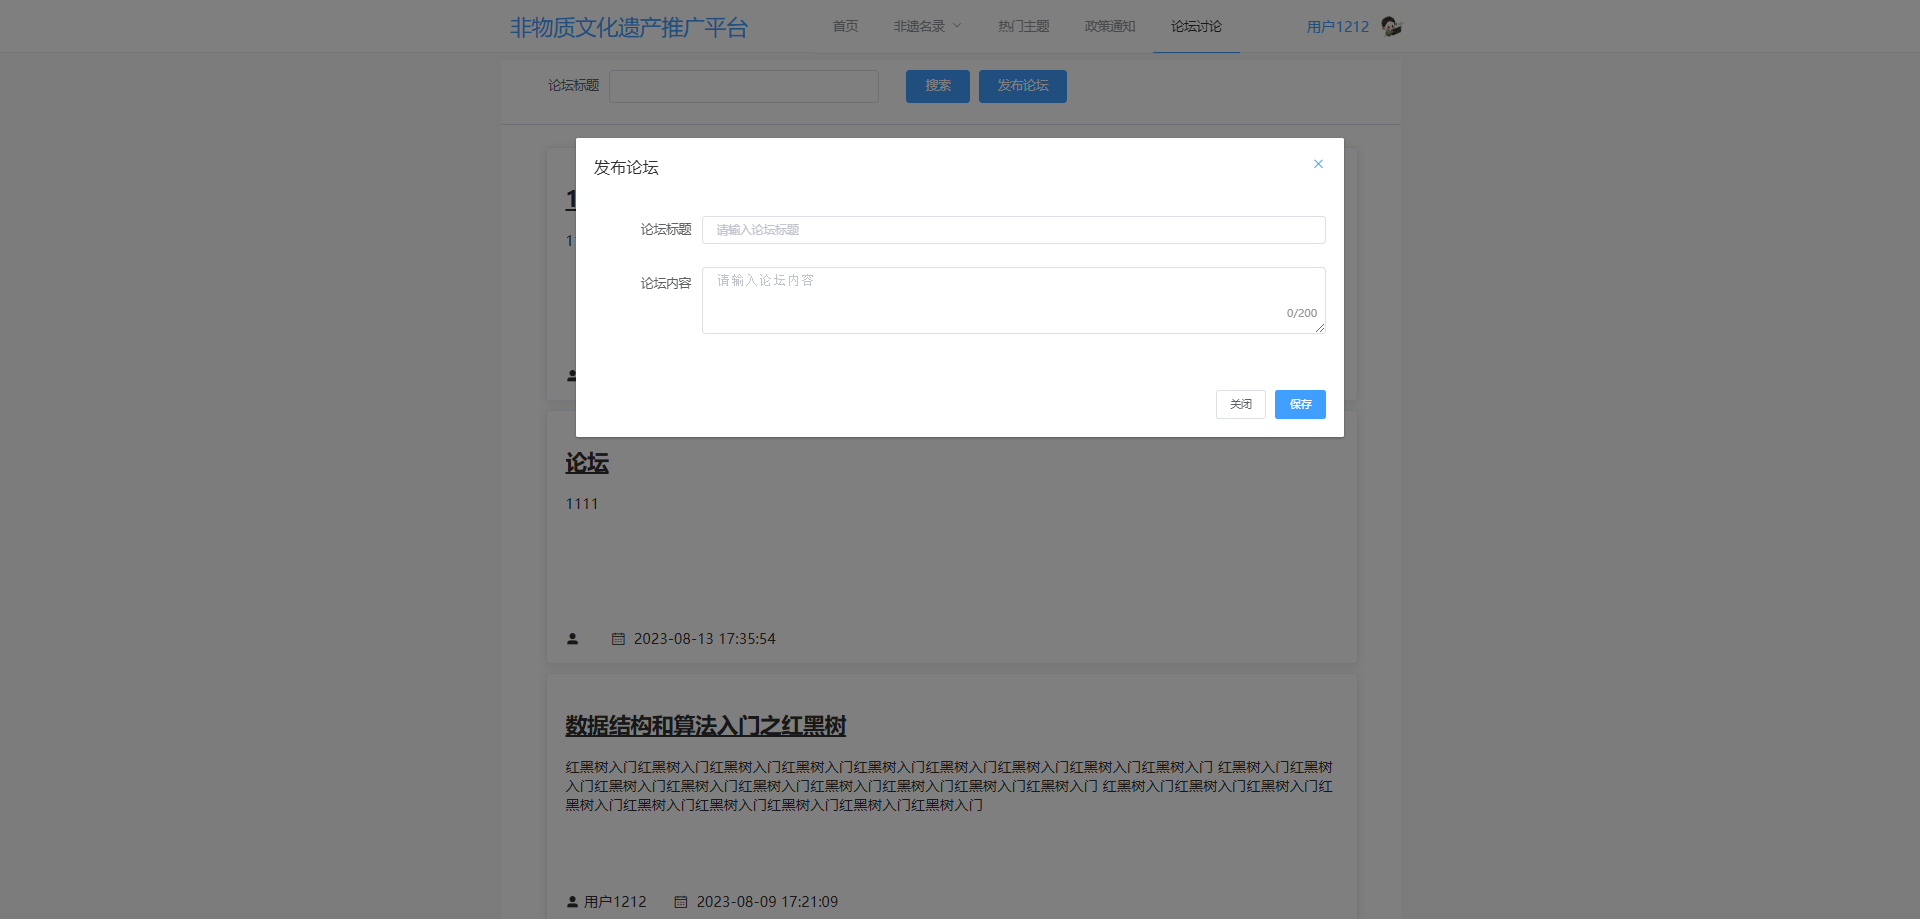 非物质文化遗产推广平台 首页 非遗名录 热门主题 政策通知 论坛讨论 用户1212
论坛标题 搜索 发布论坛
发布论坛
论坛标题 请输入论坛标题
论坛内容 请输入论坛内容
0/200
关闭 保存
论坛
1111
2023-08-13 17:35:54
数据结构和算法入门之红黑树
红黑树入门红黑树入门红黑树入门红黑树入门红黑树入门红黑树入门红黑树入门红黑树入门红黑树入门 红黑树入门红黑树
入门红黑树入门红黑树入门红黑树入门红黑树入门红黑树入门红黑树入门红黑树入门 红黑树入门红黑树入门红黑树入门红
黑树入门红黑树入门红黑树入门红黑树入门红黑树入门红黑树入门
用户1212 2023-08-09 17:21:09